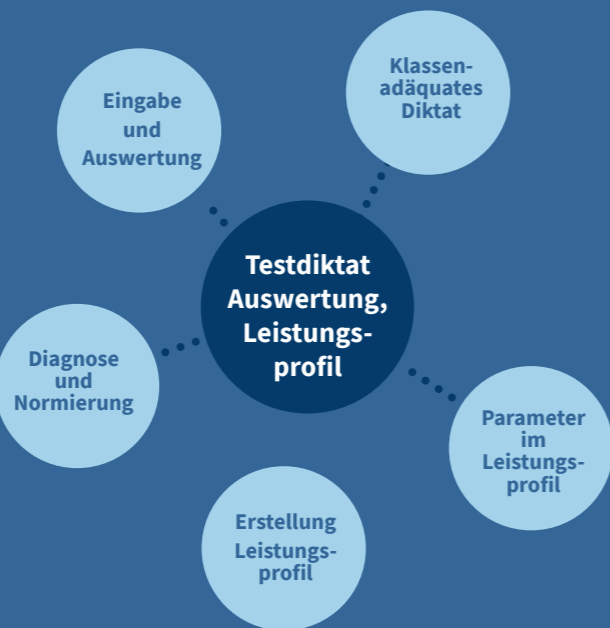 Klassen-
adäquates
Diktat
Eingabe
und
Auswertung
Testdiktat
Auswertung,
Leistungs-
profil
Diagnose
und
Normierung
Parameter
im
Leistungs-
profil
Erstellung
Leistungs-
profil